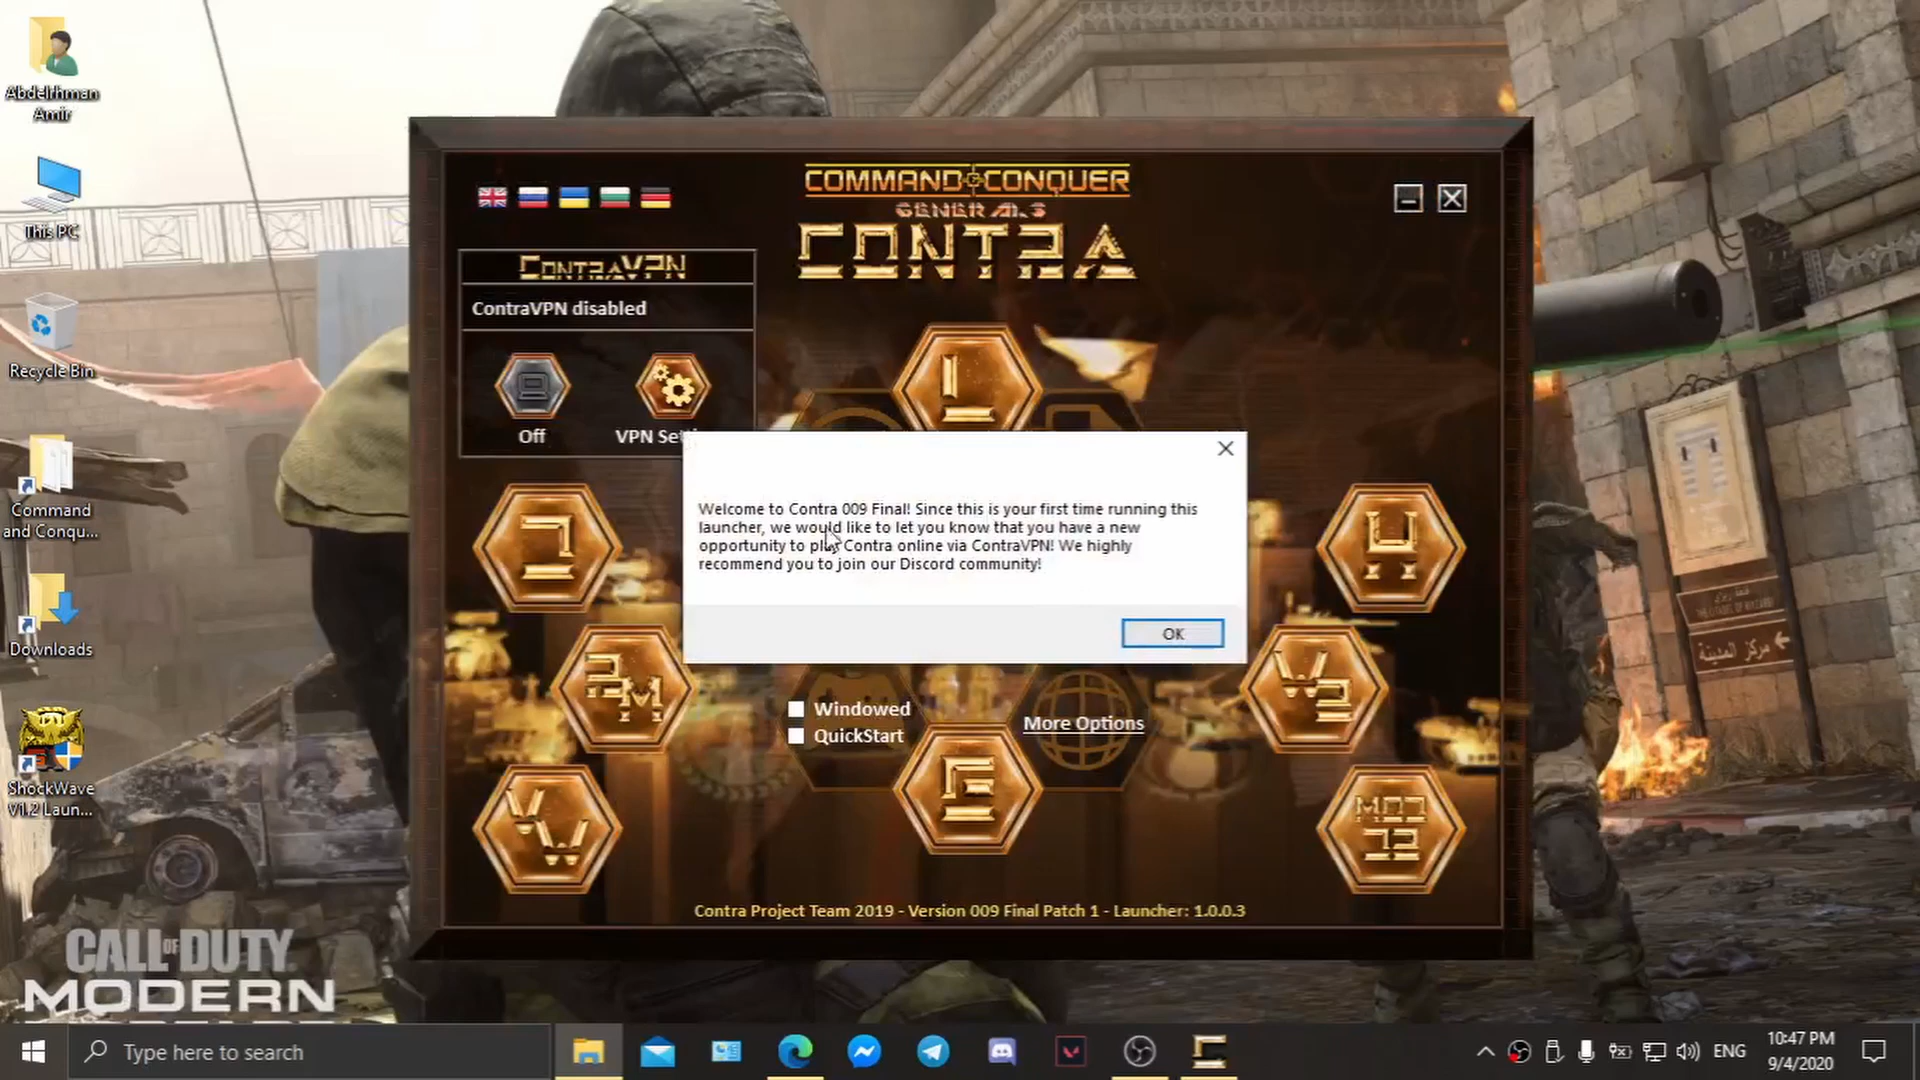 Abdelrhman
Amir
This PC
Recycle Bin
Command
and Conqu...
Downloads
ShockWave
V1.2 Laun...
COMMAND CONQUER
GENERALS
CONTRA
ContraVPN
ContraVPN disabled
Off
VPN Set
Welcome to Contra 009 Final! Since this is your first time running this
launcher, we would like to let you know that you have a new
opportunity to play Contra online via ContraVPN! We highly
recommend you to join our Discord community!
OK
Windowed
QuickStart
More Options
Contra Project Team 2019 - Version 009 Final Patch 1 - Launcher: 1.0.0.3
مركز المدينة
CALL OF DUTY
MODERN
Type here to search
ENG
10:47 PM
9/4/2020